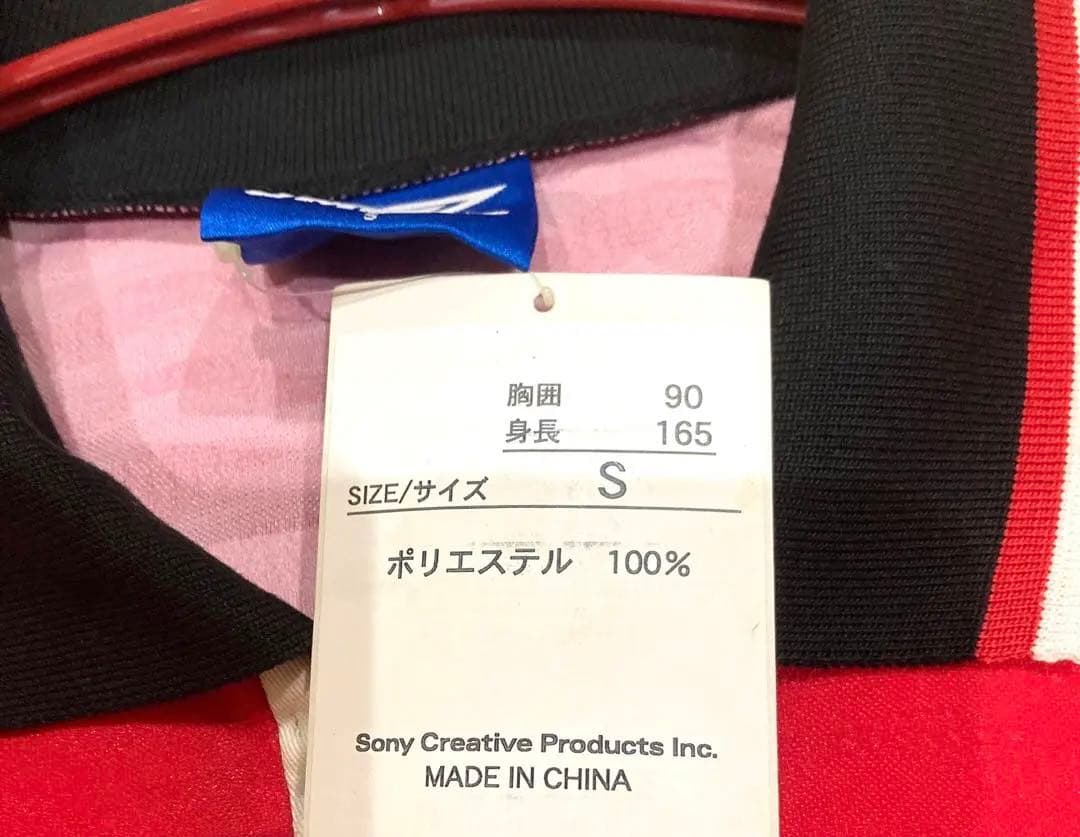 胸囲 90
身長 165
SIZE/サイズ S
ポリエステル 100%
Sony Creative Products Inc.
MADE IN CHINA